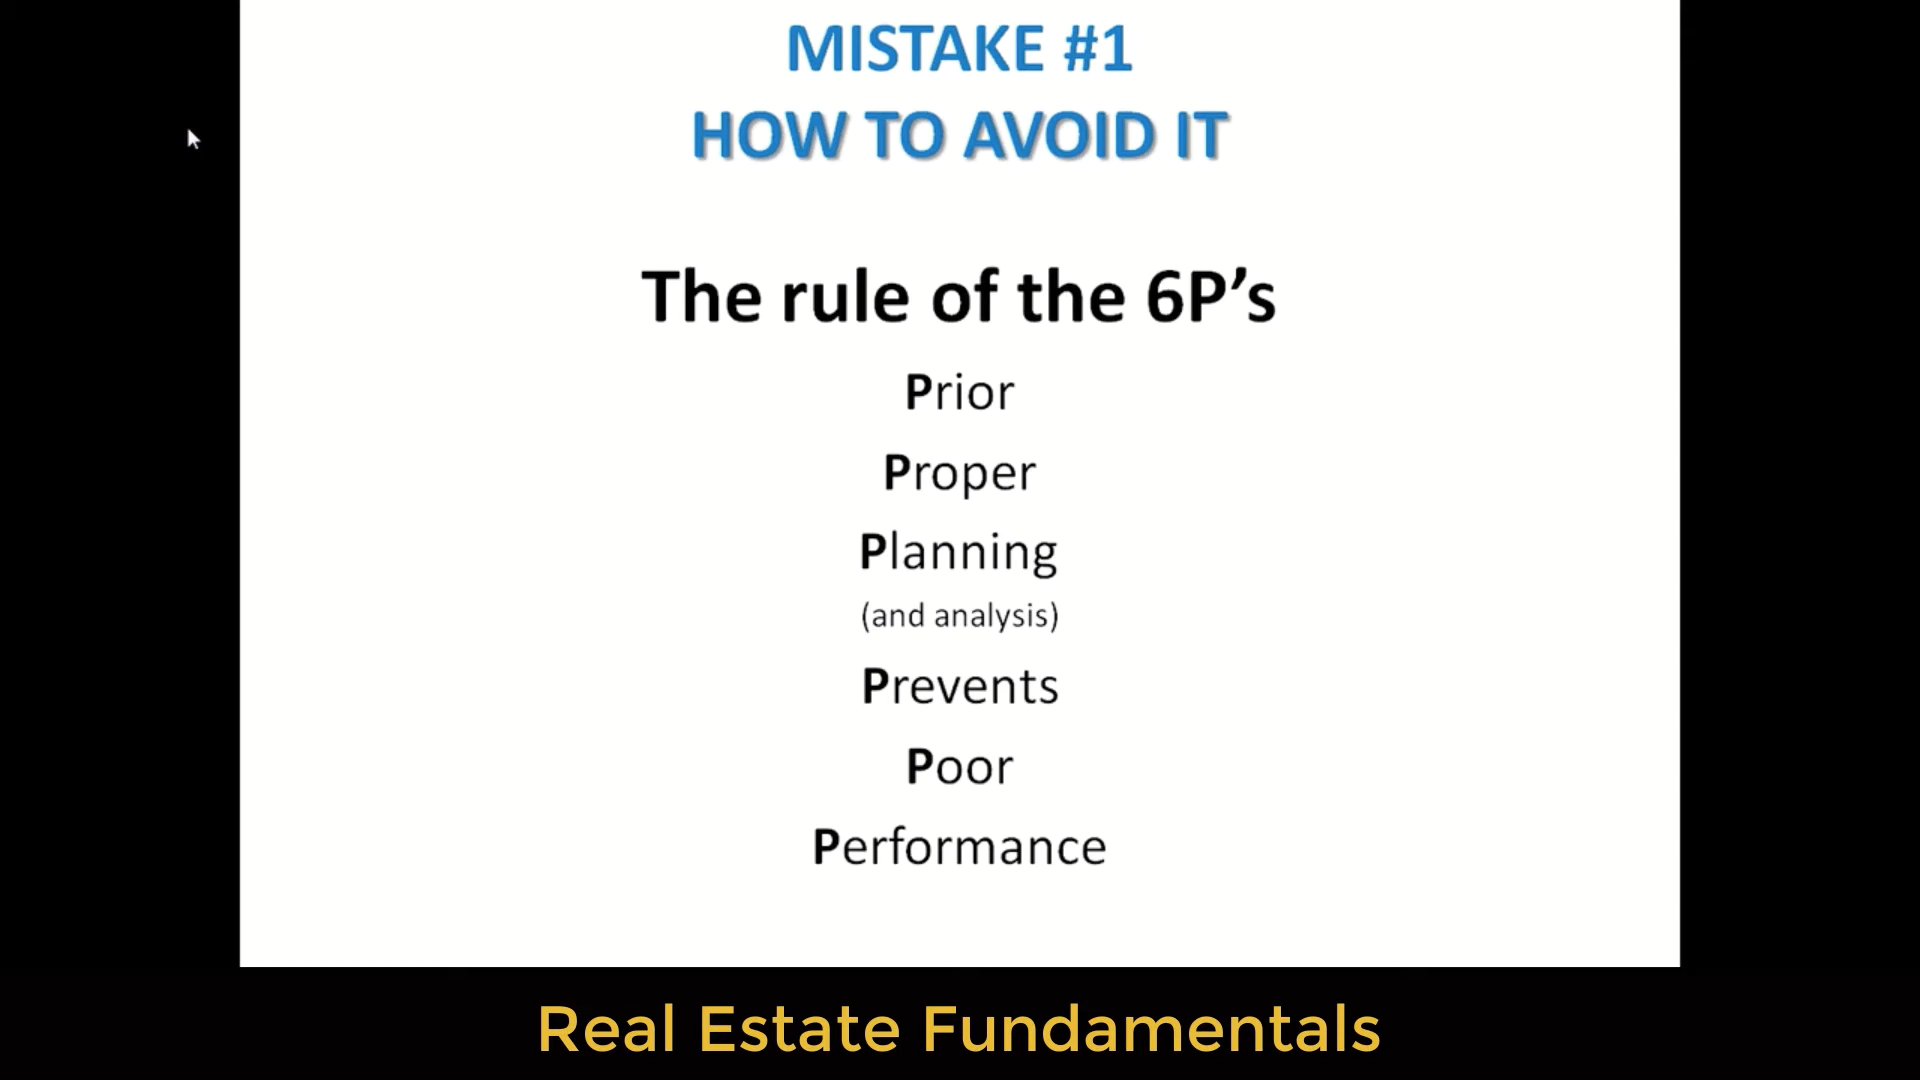 MISTAKE #1
HOW TO AVOID IT
The rule of the 6P’s
Prior
Proper
Planning
(and analysis)
Prevents
Poor
Performance
Real Estate Fundamentals